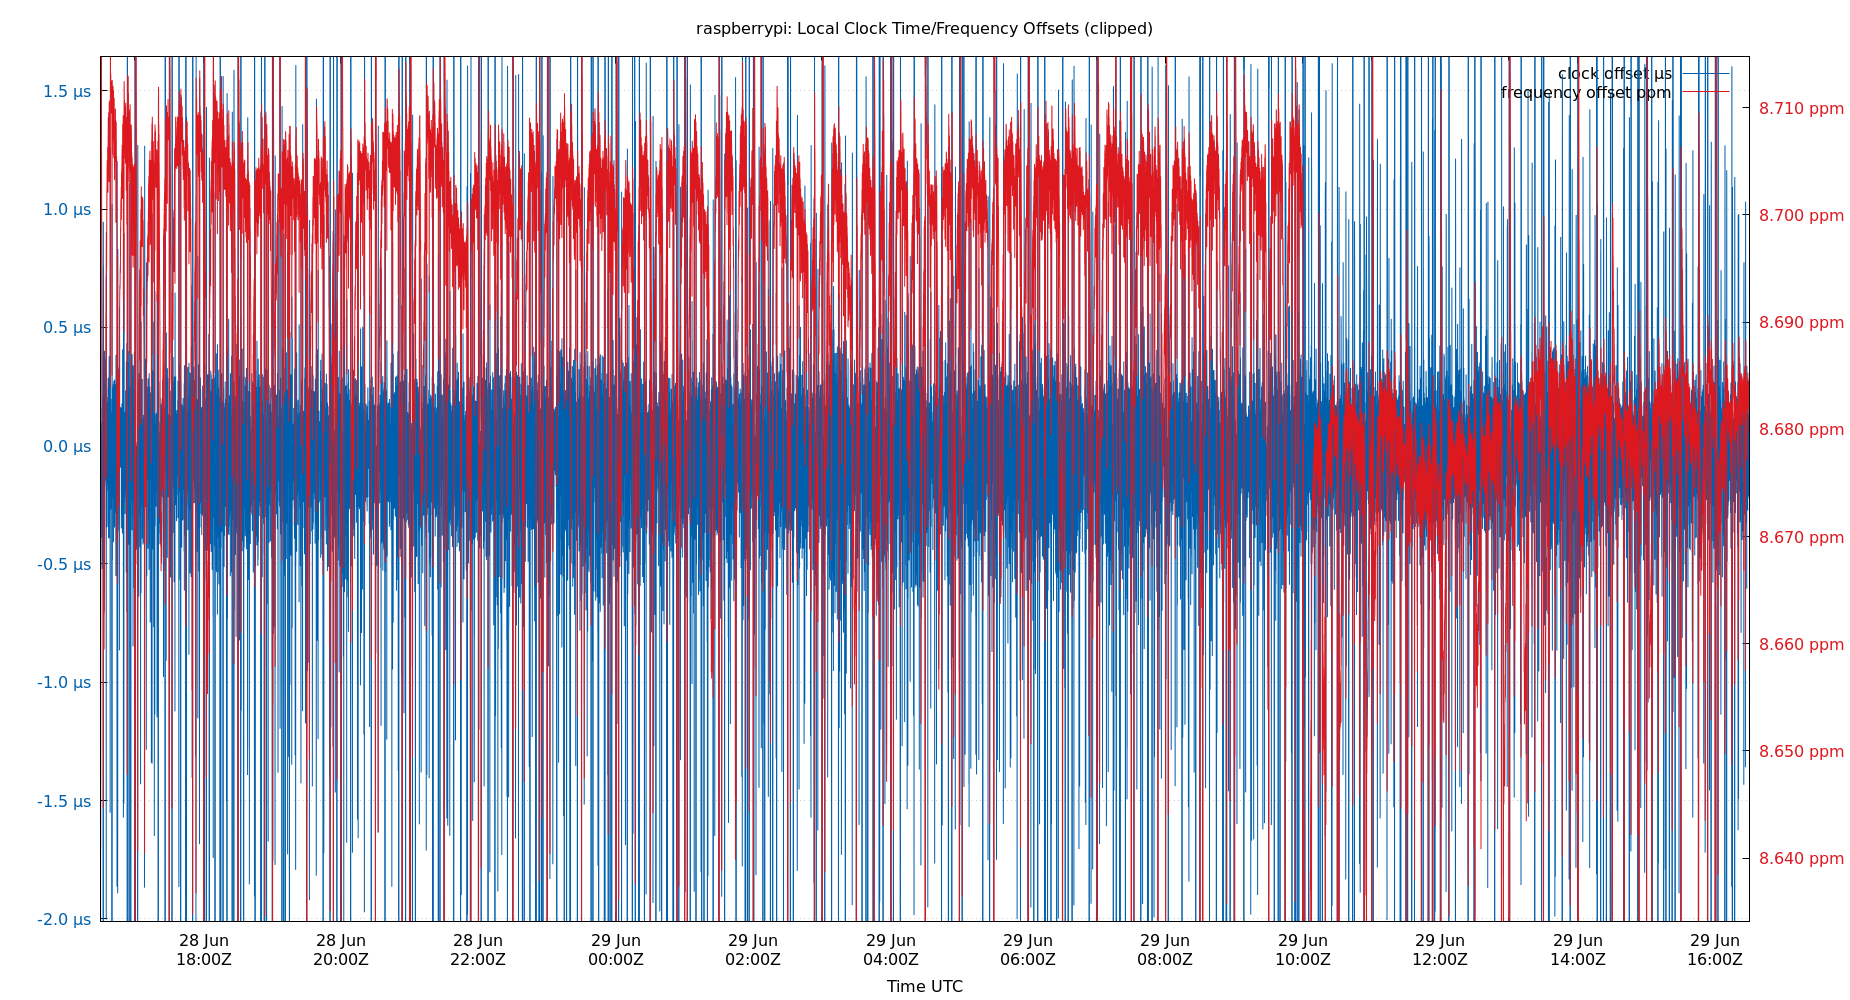 raspberrypi: Local Clock Time/Frequency Offsets (clipped)
clock offset µs
frequency offset ppm
1.5 µs
1.0 µs
0.5 µs
0.0 µs
-0.5 µs
-1.0 µs
-1.5 µs
-2.0 µs
8.710 ppm
8.700 ppm
8.690 ppm
8.680 ppm
8.670 ppm
8.660 ppm
8.650 ppm
8.640 ppm
28 Jun 28 Jun 28 Jun 29 Jun 29 Jun 29 Jun 29 Jun 29 Jun 29 Jun 29 Jun 29 Jun 29 Jun
18:00Z 20:00Z 22:00Z 00:00Z 02:00Z 04:00Z 06:00Z 08:00Z 10:00Z 12:00Z 14:00Z 16:00Z
Time UTC